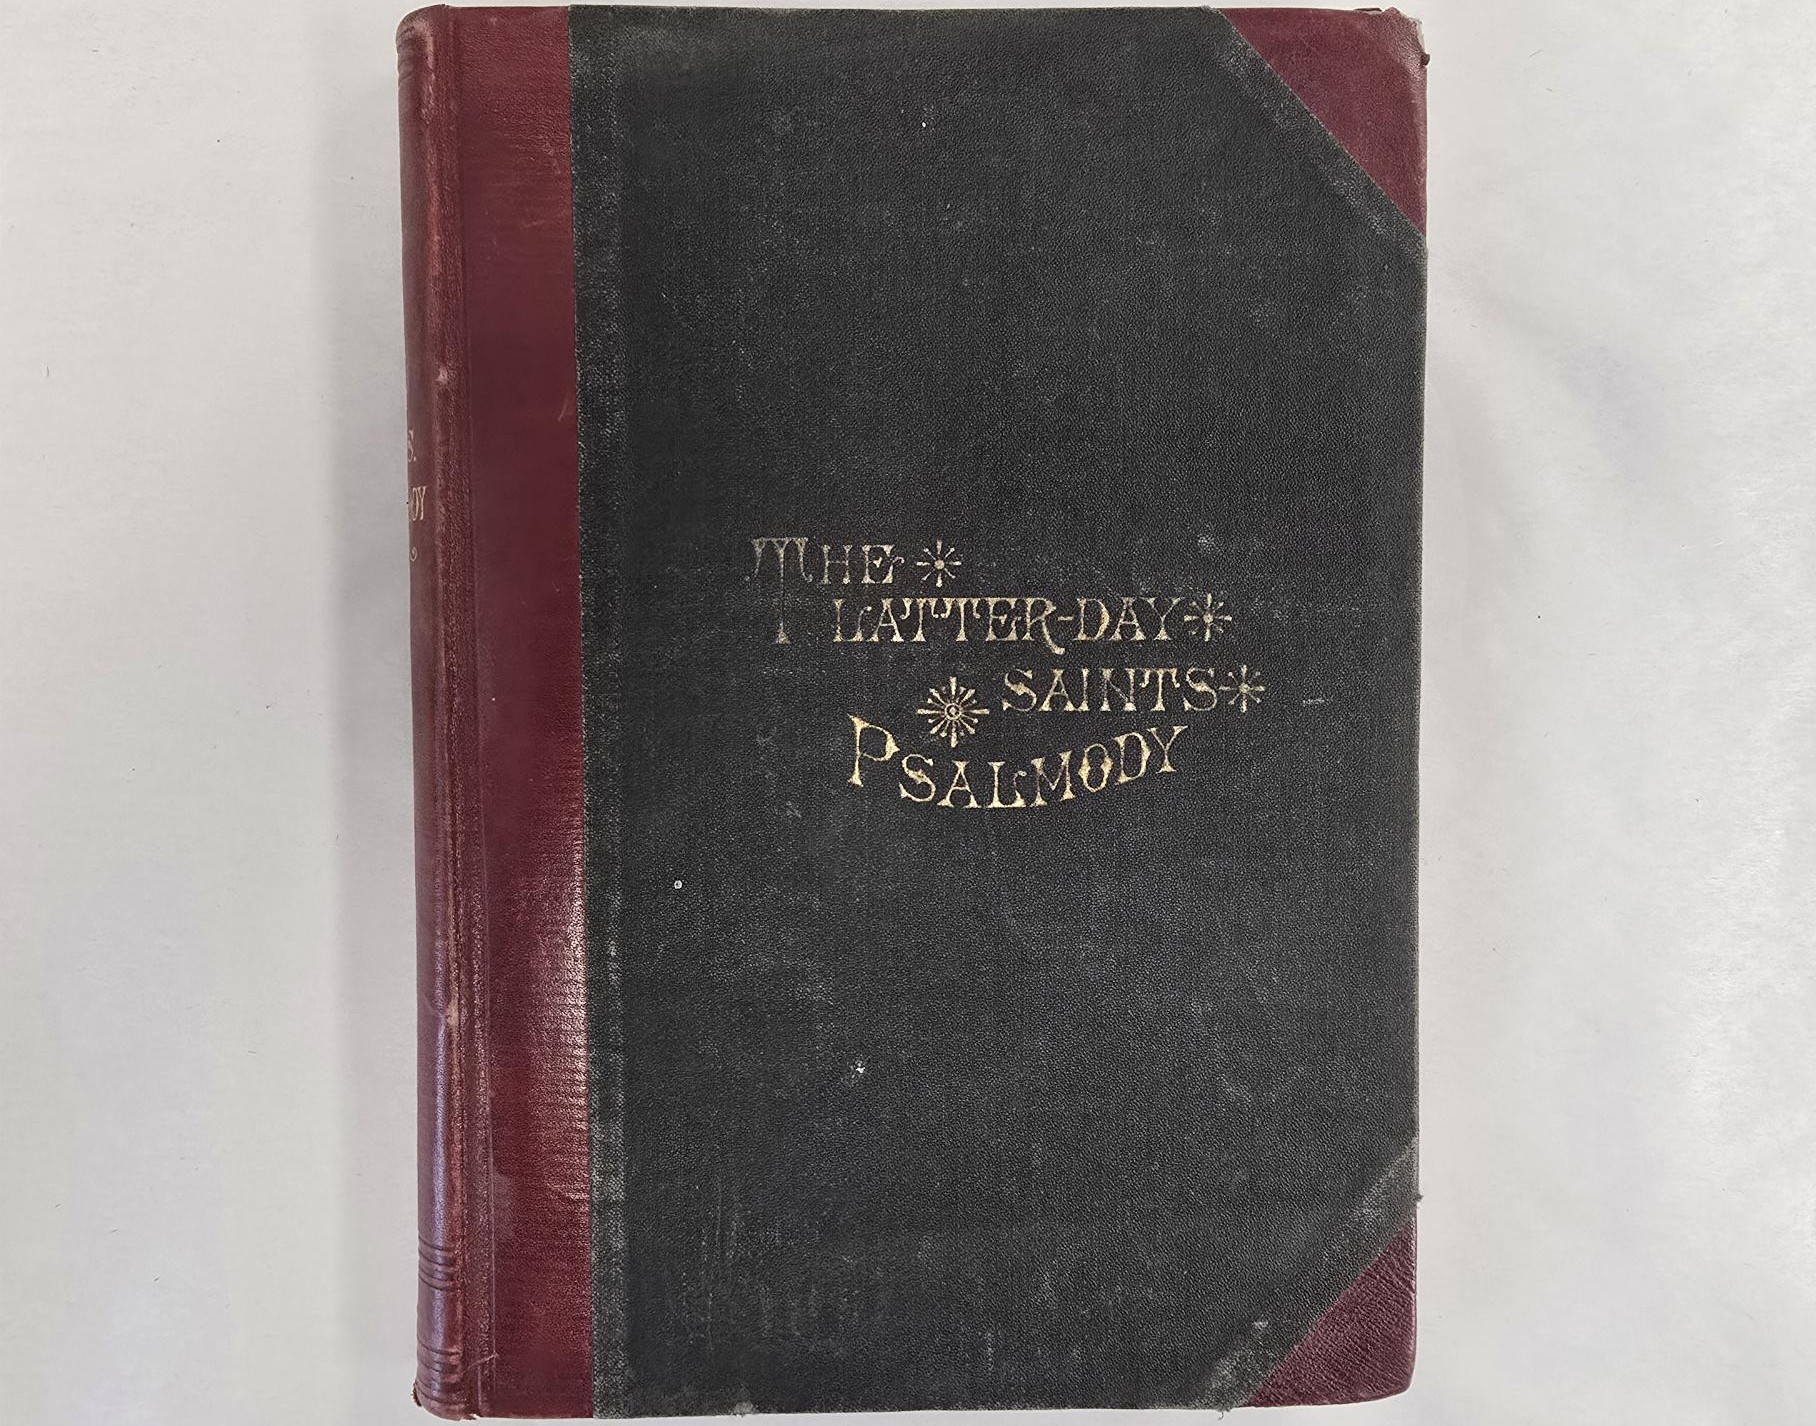 THE
LATTER-DAY
SAINTS
PSALMODY
S.